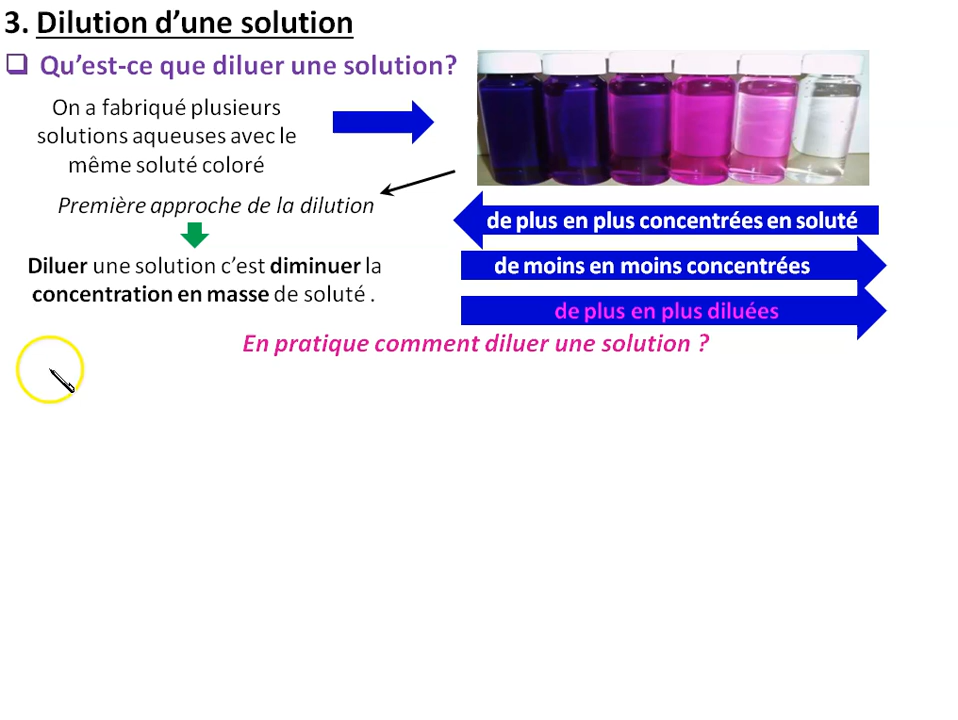 3. Dilution d’une solution
Qu’est-ce que diluer une solution?
On a fabriqué plusieurs
solutions aqueuses avec le
même soluté coloré
Première approche de la dilution
de plus en plus concentrées en soluté
Diluer une solution c’est diminuer la
concentration en masse de soluté .
de moins en moins concentrées
de plus en plus diluées
En pratique comment diluer une solution ?